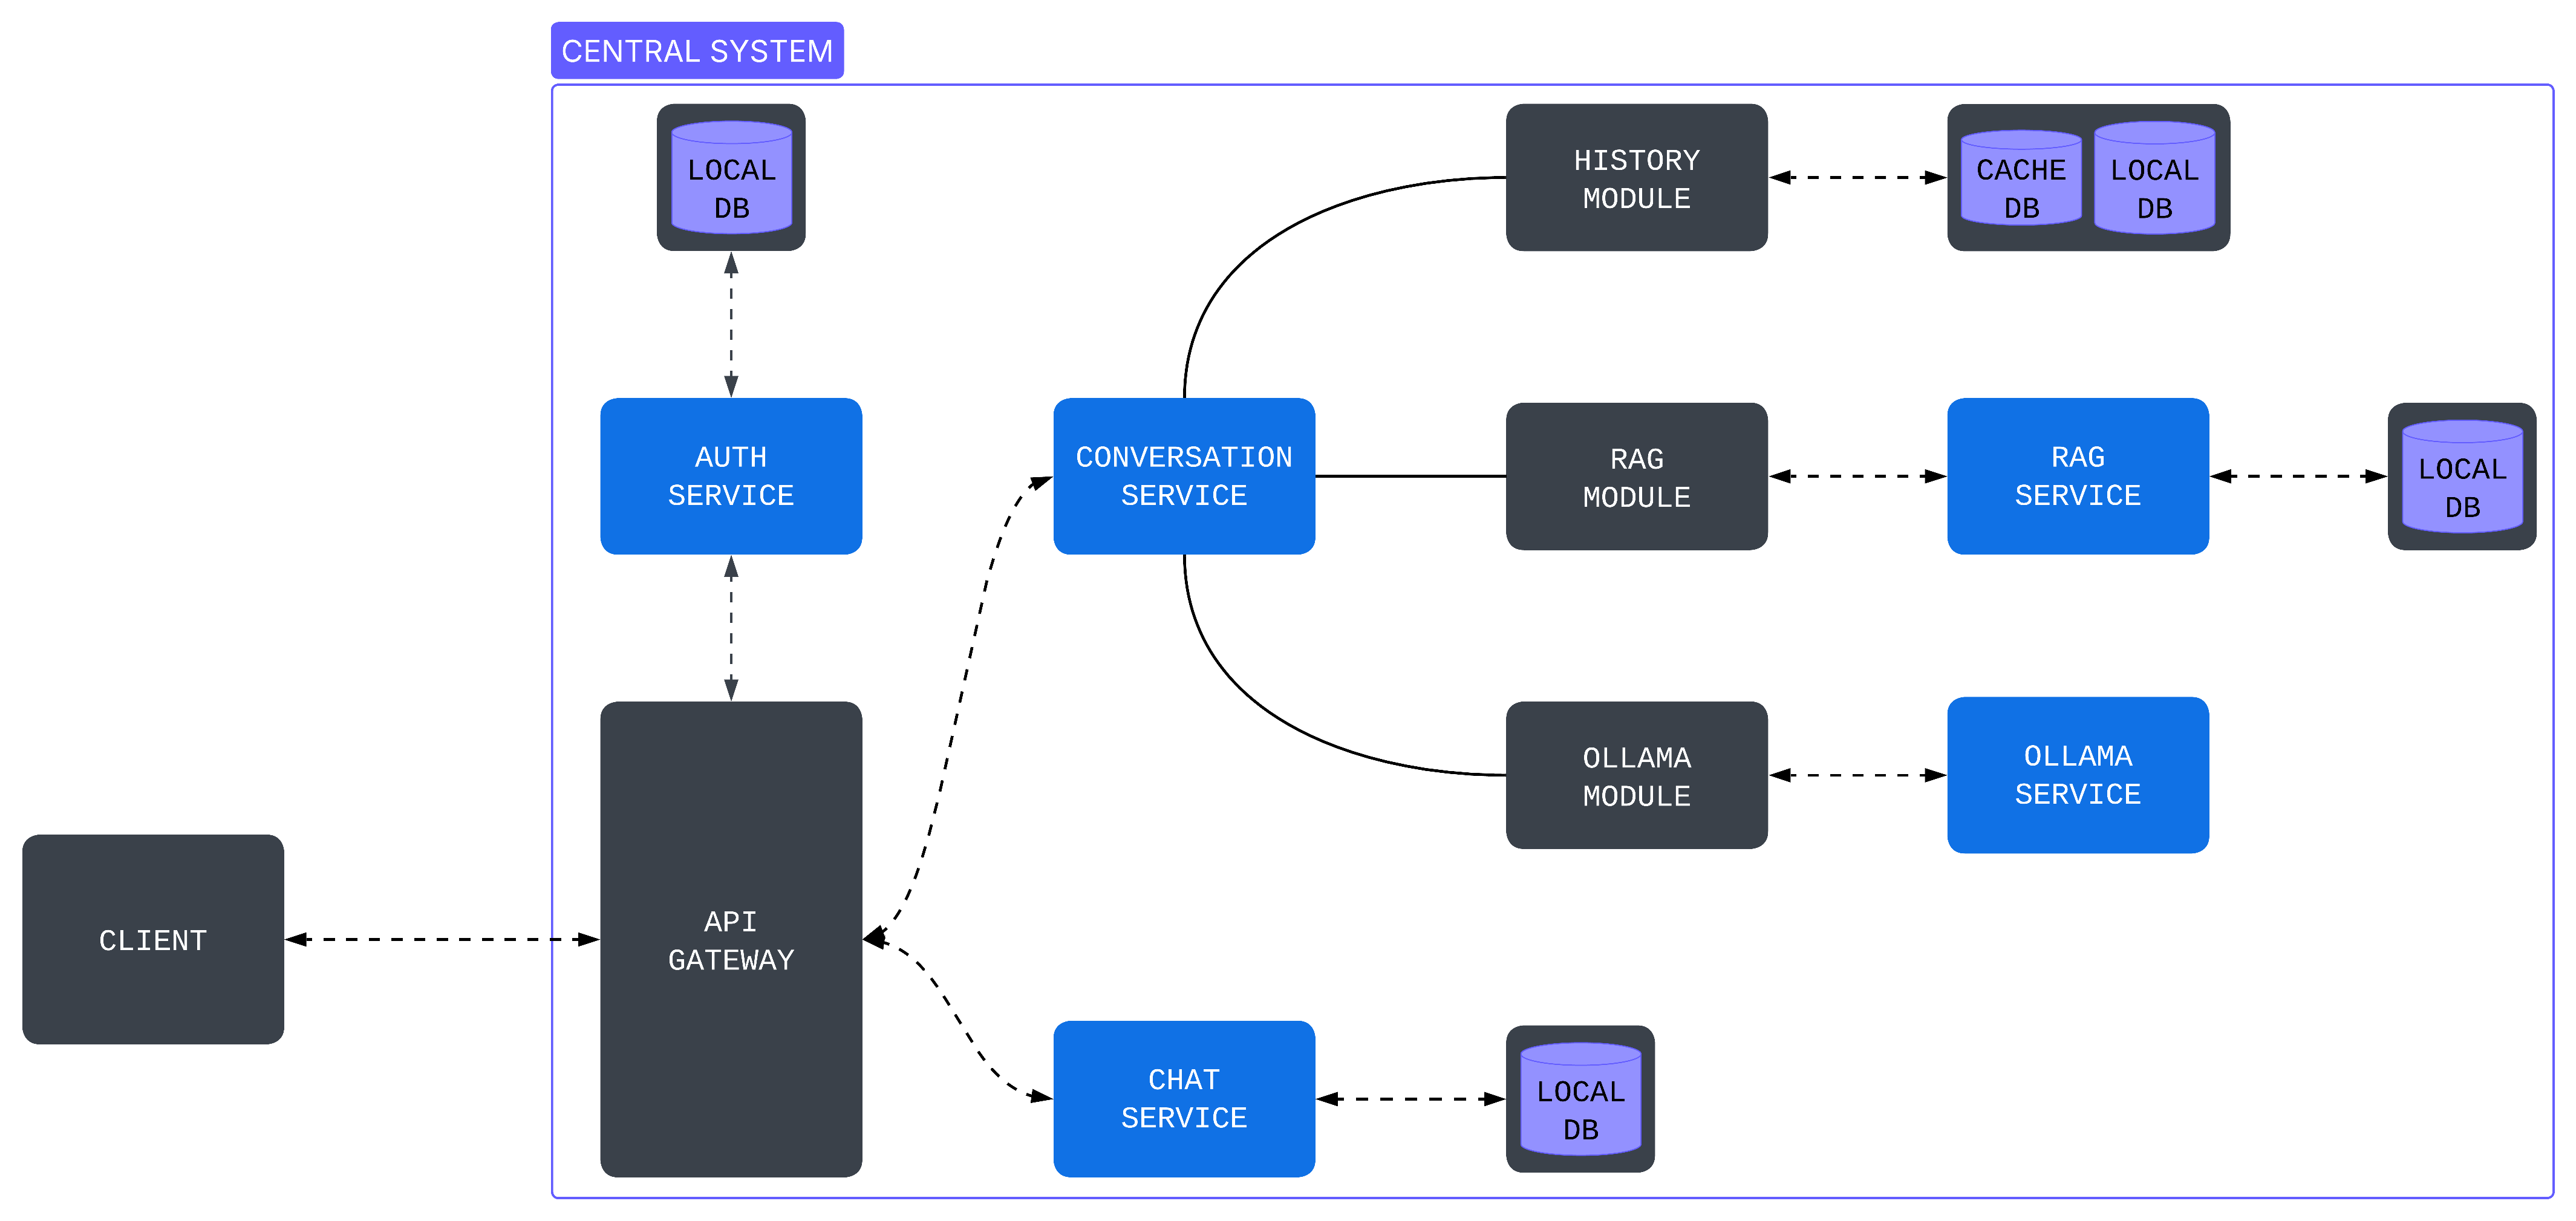 CENTRAL SYSTEM
LOCAL
DB
HISTORY
MODULE
CACHE
DB
LOCAL
DB
AUTH
SERVICE
CONVERSATION
SERVICE
RAG
MODULE
RAG
SERVICE
LOCAL
DB
OLLAMA
MODULE
OLLAMA
SERVICE
CLIENT
API
GATEWAY
CHAT
SERVICE
LOCAL
DB